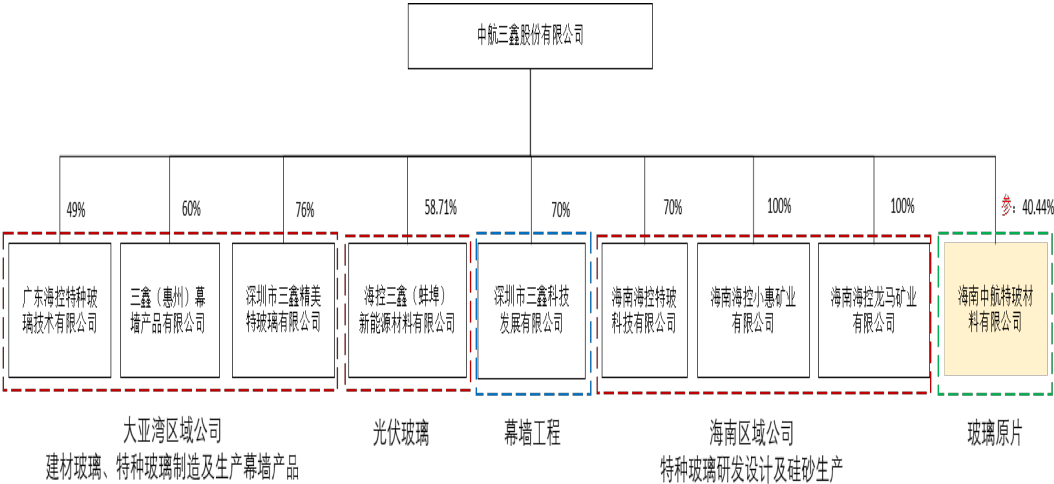 中航三鑫股份有限公司
49%
60%
76%
58.71%
70%
70%
100%
100%
参：40.44%
广东海控特种玻
璃技术有限公司
三鑫（惠州）幕
墙产品有限公司
深圳市三鑫精美
特玻璃有限公司
海控三鑫（蚌埠）
新能源材料有限公司
深圳市三鑫科技
发展有限公司
海南海控特玻
科技有限公司
海南海控小惠矿业
有限公司
海南海控龙马矿业
有限公司
海南中航特玻材
料有限公司
大亚湾区域公司
建材玻璃、特种玻璃制造及生产幕墙产品
光伏玻璃
幕墙工程
海南区域公司
特种玻璃研发设计及硅砂生产
玻璃原片